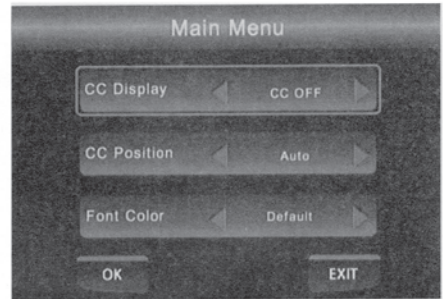 Main Menu
CC Display CC OFF
CC Position Auto
Font Color Default
OK EXIT